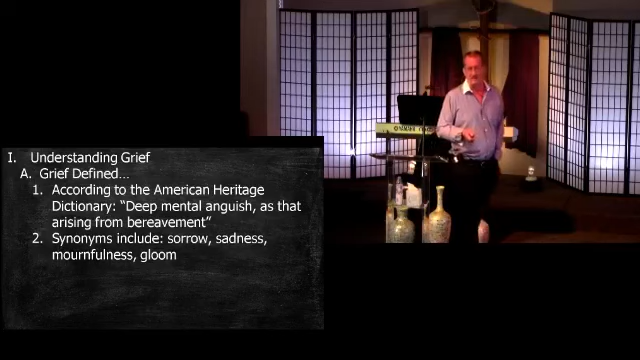 I. Understanding Grief
A. Grief Defined...
1. According to the American Heritage
Dictionary: “Deep mental anguish, as that
arising from bereavement”
2. Synonyms include: sorrow, sadness,
mournfulness, gloom
YAMAHA